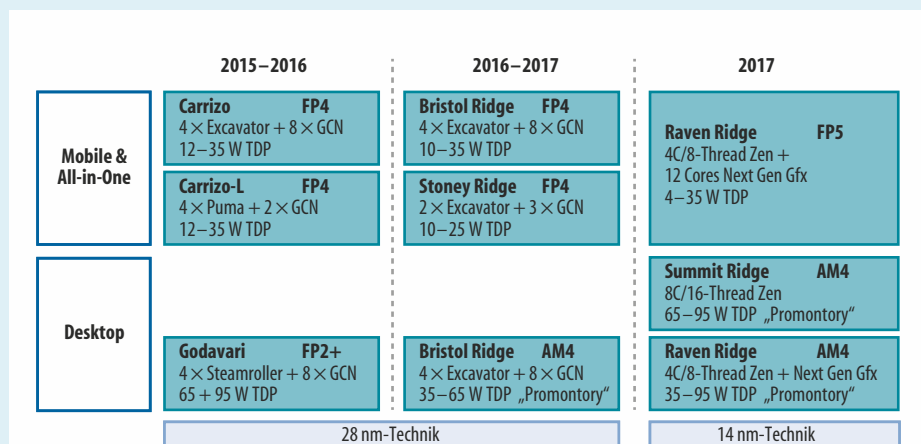 2015–2016 2016–2017 2017
Mobile &
All-in-One
Carrizo FP4
4 × Excavator + 8 × GCN
12–35 W TDP
Carrizo-L FP4
4 × Puma + 2 × GCN
12–35 W TDP
Bristol Ridge FP4
4 × Excavator + 8 × GCN
10–35 W TDP
Stoney Ridge FP4
2 × Excavator + 3 × GCN
10–25 W TDP
Raven Ridge FP5
4C/8-Thread Zen +
12 Cores Next Gen Gfx
4–35 W TDP
Desktop
Godavari FP2+
4 × Steamroller + 8 × GCN
65 + 95 W TDP
Bristol Ridge AM4
4 × Excavator + 8 × GCN
35–65 W TDP „Promontory“
Summit Ridge AM4
8C/16-Thread Zen
65–95 W TDP „Promontory“
Raven Ridge AM4
4C/8-Thread Zen + Next Gen Gfx
35–95 W TDP „Promontory“
28 nm-Technik 14 nm-Technik